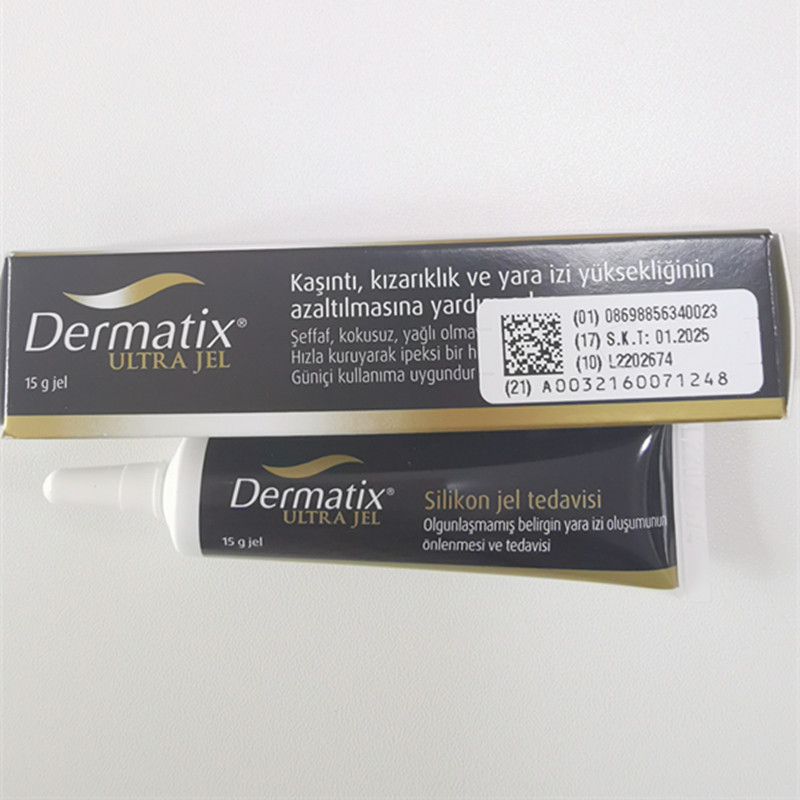 Dermatix®
ULTRA JEL
15 g jel
Kaşıntı, kızarıklık ve yara izi yüksekliğinin
azaltılmasına
Şeffaf, kokusuz, yağlı
Hızla kuruyarak ipeksi bir
Güniçi kullanıma uygundur
(01) 08698856340023
(17) S.K.T: 01.2025
(10) L2202674
(21) A0032160071248
Dermatix®
ULTRA JEL
15 g jel
Silikon jel tedavisi
Olgunlaşmamış belirgin yara izi oluşumunun
önlenmesi ve tedavisi